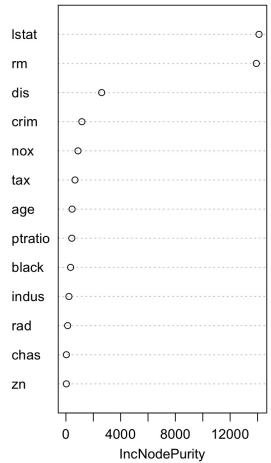 lstat
rm
dis
crim
nox
tax
age
ptratio
black
indus
rad
chas
zn
0 4000 8000 12000
IncNodePurity